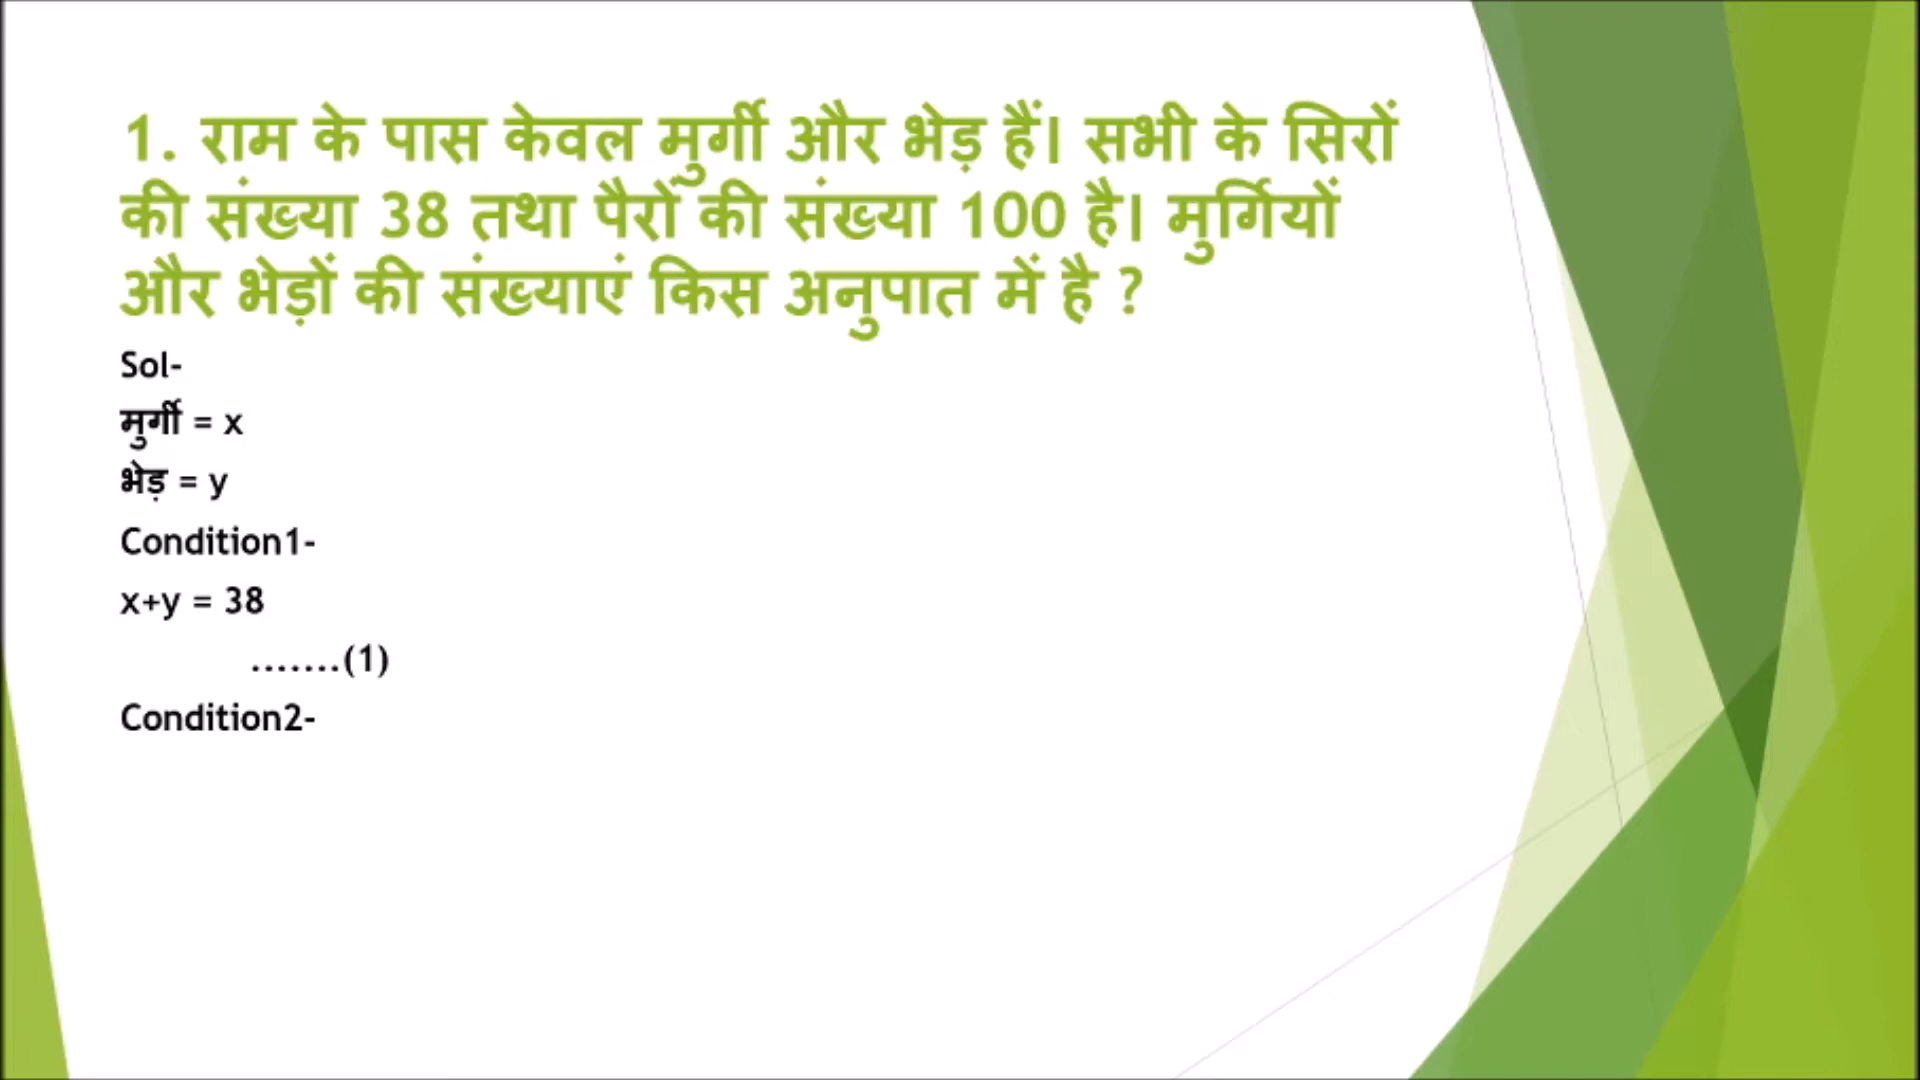 1. राम के पास केवल मुर्गी और भेड़ हैं। सभी के सिरों
की संख्या 38 तथा पैरों की संख्या 100 है। मुर्गियों
और भेड़ों की संख्याएं किस अनुपात में है ?
Sol-
मुर्गी = x
भेड़ = y
Condition1-
x+y = 38
.......(1)
Condition2-